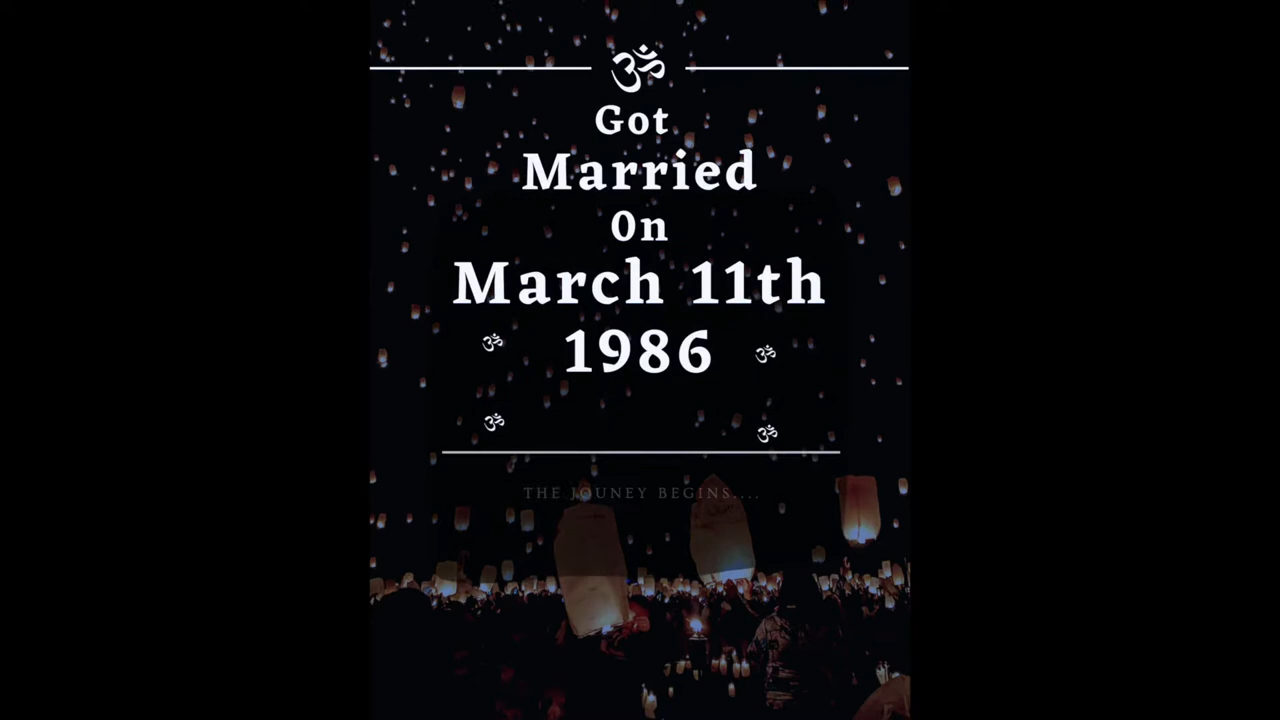 ॐ
Got
Married
On
March 11th
ॐ 1986 ॐ
ॐ ॐ
THE JOUNEY BEGINS....